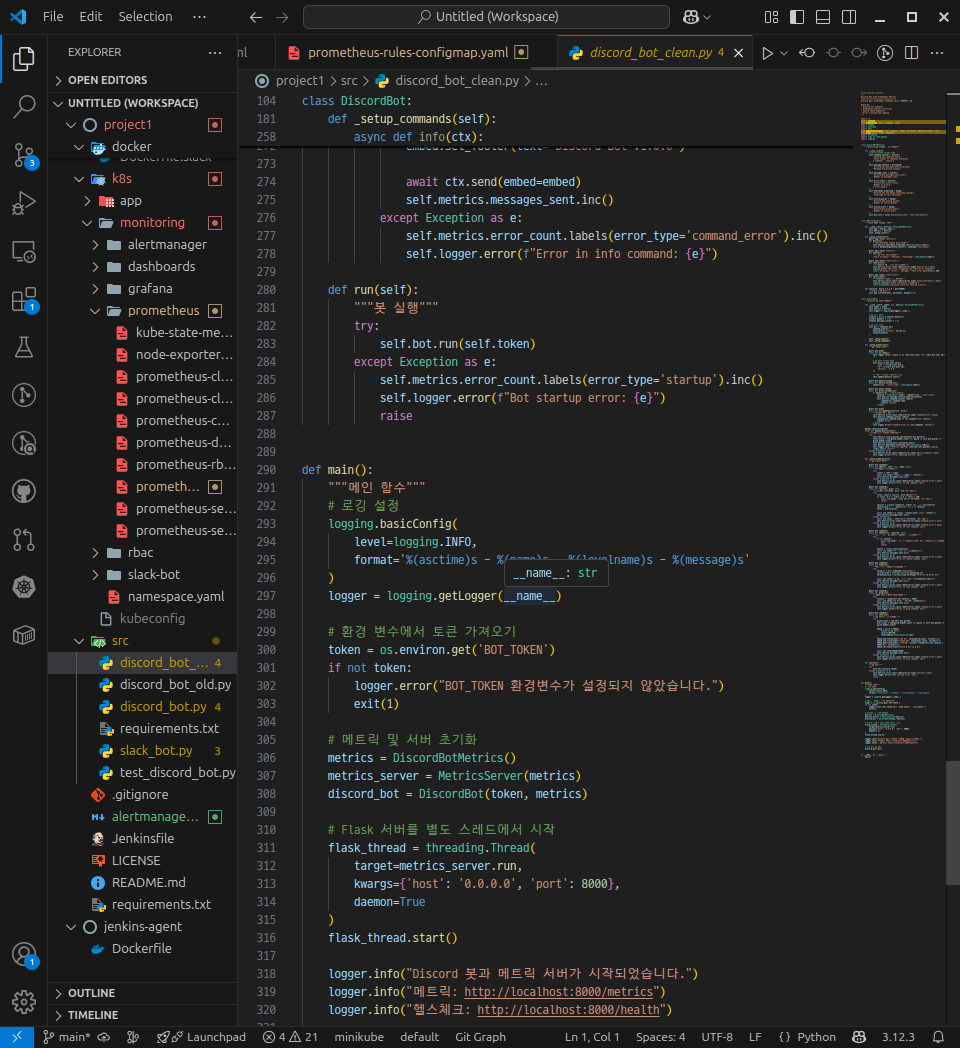 File Edit Selection ··· Untitled (Workspace)
EXPLORER ···
OPEN EDITORS
UNTITLED (WORKSPACE)
project1
docker
k8s
app
monitoring
alertmanager
dashboards
grafana
prometheus
kube-state-me...
node-exporter...
prometheus-cl...
prometheus-cl...
prometheus-c...
prometheus-d...
prometheus-rb...
prometh...
prometheus-se...
prometheus-se...
rbac
slack-bot
namespace.yaml
kubeconfig
src
discord_bot_... 4
discord_bot_old.py
discord_bot.py 4
requirements.txt
slack_bot.py 3
test_discord_bot.py
.gitignore
alertmanage...
Jenkinsfile
LICENSE
README.md
requirements.txt
jenkins-agent
Dockerfile
OUTLINE
TIMELINE
3
1
1
prometheus-rules-configmap.yaml
discord_bot_clean.py 4
project1 > src > discord_bot_clean.py > ...
104 class DiscordBot:
181 def _setup_commands(self):
258 async def info(ctx):
273
274 await ctx.send(embed=embed)
275 self.metrics.messages_sent.inc()
276 except Exception as e:
277 self.metrics.error_count.labels(error_type='command_error').inc()
278 self.logger.error(f"Error in info command: {e}")
279
280 def run(self):
281 """봇 실행"""
282 try:
283 self.bot.run(self.token)
284 except Exception as e:
285 self.metrics.error_count.labels(error_type='startup').inc()
286 self.logger.error(f"Bot startup error: {e}")
287 raise
288
289
290 def main():
291 """메인 함수"""
292 # 로깅 설정
293 logging.basicConfig(
294 level=logging.INFO,
295 format='%(asctime)s - %(name)s - %(levelname)s - %(message)s'
__name__: str
296 )
297 logger = logging.getLogger(__name__)
298
299 # 환경 변수에서 토큰 가져오기
300 token = os.environ.get('BOT_TOKEN')
301 if not token:
302 logger.error("BOT_TOKEN 환경변수가 설정되지 않았습니다.")
303 exit(1)
304
305 # 메트릭 및 서버 초기화
306 metrics = DiscordBotMetrics()
307 metrics_server = MetricsServer(metrics)
308 discord_bot = DiscordBot(token, metrics)
309
310 # Flask 서버를 별도 스레드에서 시작
311 flask_thread = threading.Thread(
312 target=metrics_server.run,
313 kwargs={'host': '0.0.0.0', 'port': 8000},
314 daemon=True
315 )
316 flask_thread.start()
317
318 logger.info("Discord 봇과 메트릭 서버가 시작되었습니다.")
319 logger.info("메트릭: http://localhost:8000/metrics")
320 logger.info("헬스체크: http://localhost:8000/health")
main* Launchpad 4 21 minikube default Git Graph Ln 1, Col 1 Spaces: 4 UTF-8 LF {} Python 3.12.3